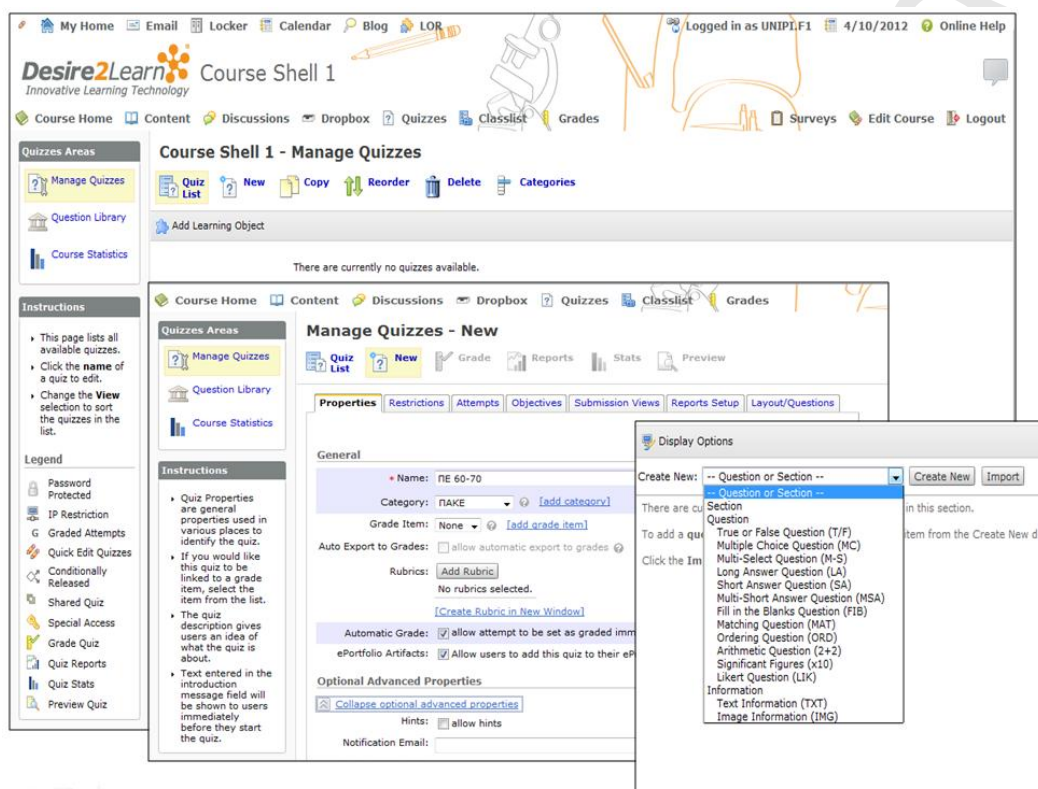 My Home Email Locker Calendar Blog LOR Logged in as UNIPI.F1 4/10/2012 Online Help
Desire2Learn Course Shell 1
Innovative Learning Technology
Course Home Content Discussions Dropbox Quizzes Classlist Grades Surveys Edit Course Logout
Quizzes Areas
Manage Quizzes
Question Library
Course Statistics
Instructions
This page lists all
available quizzes.
Click the name of
a quiz to edit.
Change the View
selection to sort
the quizzes in the
list.
Legend
Password
Protected
IP Restriction
G Graded Attempts
Quick Edit Quizzes
Conditionally
Released
Shared Quiz
Special Access
Grade Quiz
Quiz Reports
Quiz Stats
Preview Quiz
Course Shell 1 - Manage Quizzes
Quiz List New Copy Reorder Delete Categories
Add Learning Object
There are currently no quizzes available.
Course Home Content Discussions Dropbox Quizzes Classlist Grades
Quizzes Areas
Manage Quizzes
Question Library
Course Statistics
Instructions
Quiz Properties
are general
properties used in
various places to
identify the quiz.
If you would like
this quiz to be
linked to a grade
item, select the
item from the list.
The quiz
description gives
users an idea of
what the quiz is
about.
Text entered in the
introduction
message field will
be shown to users
immediately
before they start
the quiz.
Manage Quizzes - New
Quiz List New Grade Reports Stats Preview
Properties Restrictions Attempts Objectives Submission Views Reports Setup Layout/Questions
General
* Name: ΠΕ 60-70
Category: ΠΑΚΕ [add category]
Grade Item: None [add grade item]
Auto Export to Grades: allow automatic export to grades
Rubrics: Add Rubric
No rubrics selected.
[Create Rubric in New Window]
Automatic Grade: allow attempt to be set as graded imm
ePortfolio Artifacts: Allow users to add this quiz to their eP
Optional Advanced Properties
Collapse optional advanced properties
Hints: allow hints
Notification Email:
Display Options
Create New: -- Question or Section -- Create New Import
-- Question or Section --
Section
Question
True or False Question (T/F)
Multiple Choice Question (MC)
Multi-Select Question (M-S)
Long Answer Question (LA)
Short Answer Question (SA)
Multi-Short Answer Question (MSA)
Fill in the Blanks Question (FIB)
Matching Question (MAT)
Ordering Question (ORD)
Arithmetic Question (2+2)
Significant Figures (x10)
Likert Question (LIK)
Information
Text Information (TXT)
Image Information (IMG)
There are cu in this section.
To add a que item from the Create New d
Click the Im